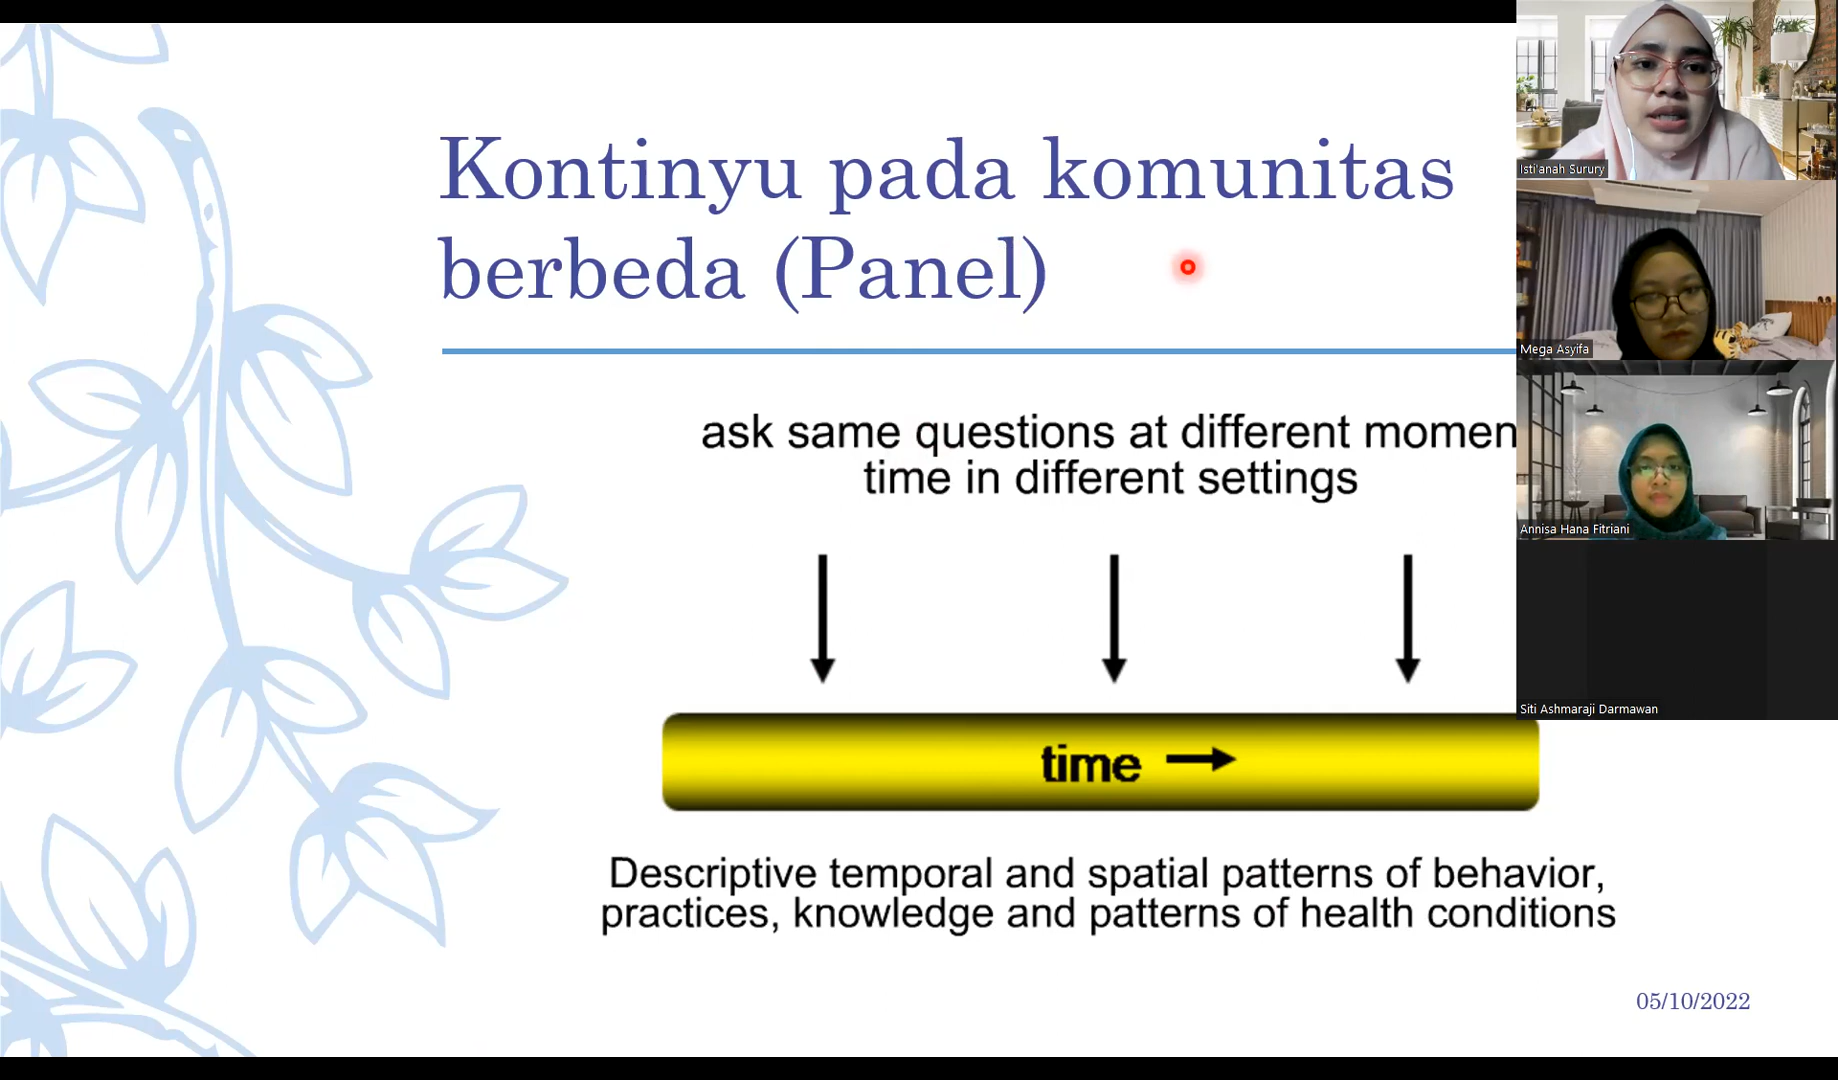 Kontinyu pada komunitas
berbeda (Panel)
ask same questions at different momen
time in different settings
time
Descriptive temporal and spatial patterns of behavior,
practices, knowledge and patterns of health conditions
05/10/2022
Isti'anah Surury
Mega Asyifa
Annisa Hana Fitriani
Siti Ashmaraji Darmawan